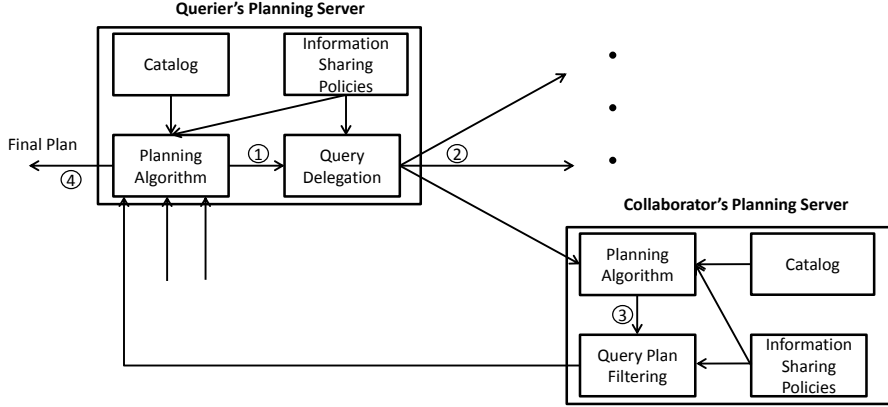 Querier's Planning Server
Catalog
Information
Sharing
Policies
Final Plan
Planning
Algorithm
①
Query
Delegation
②
④
Collaborator's Planning Server
Planning
Algorithm
Catalog
③
Query Plan
Filtering
Information
Sharing
Policies